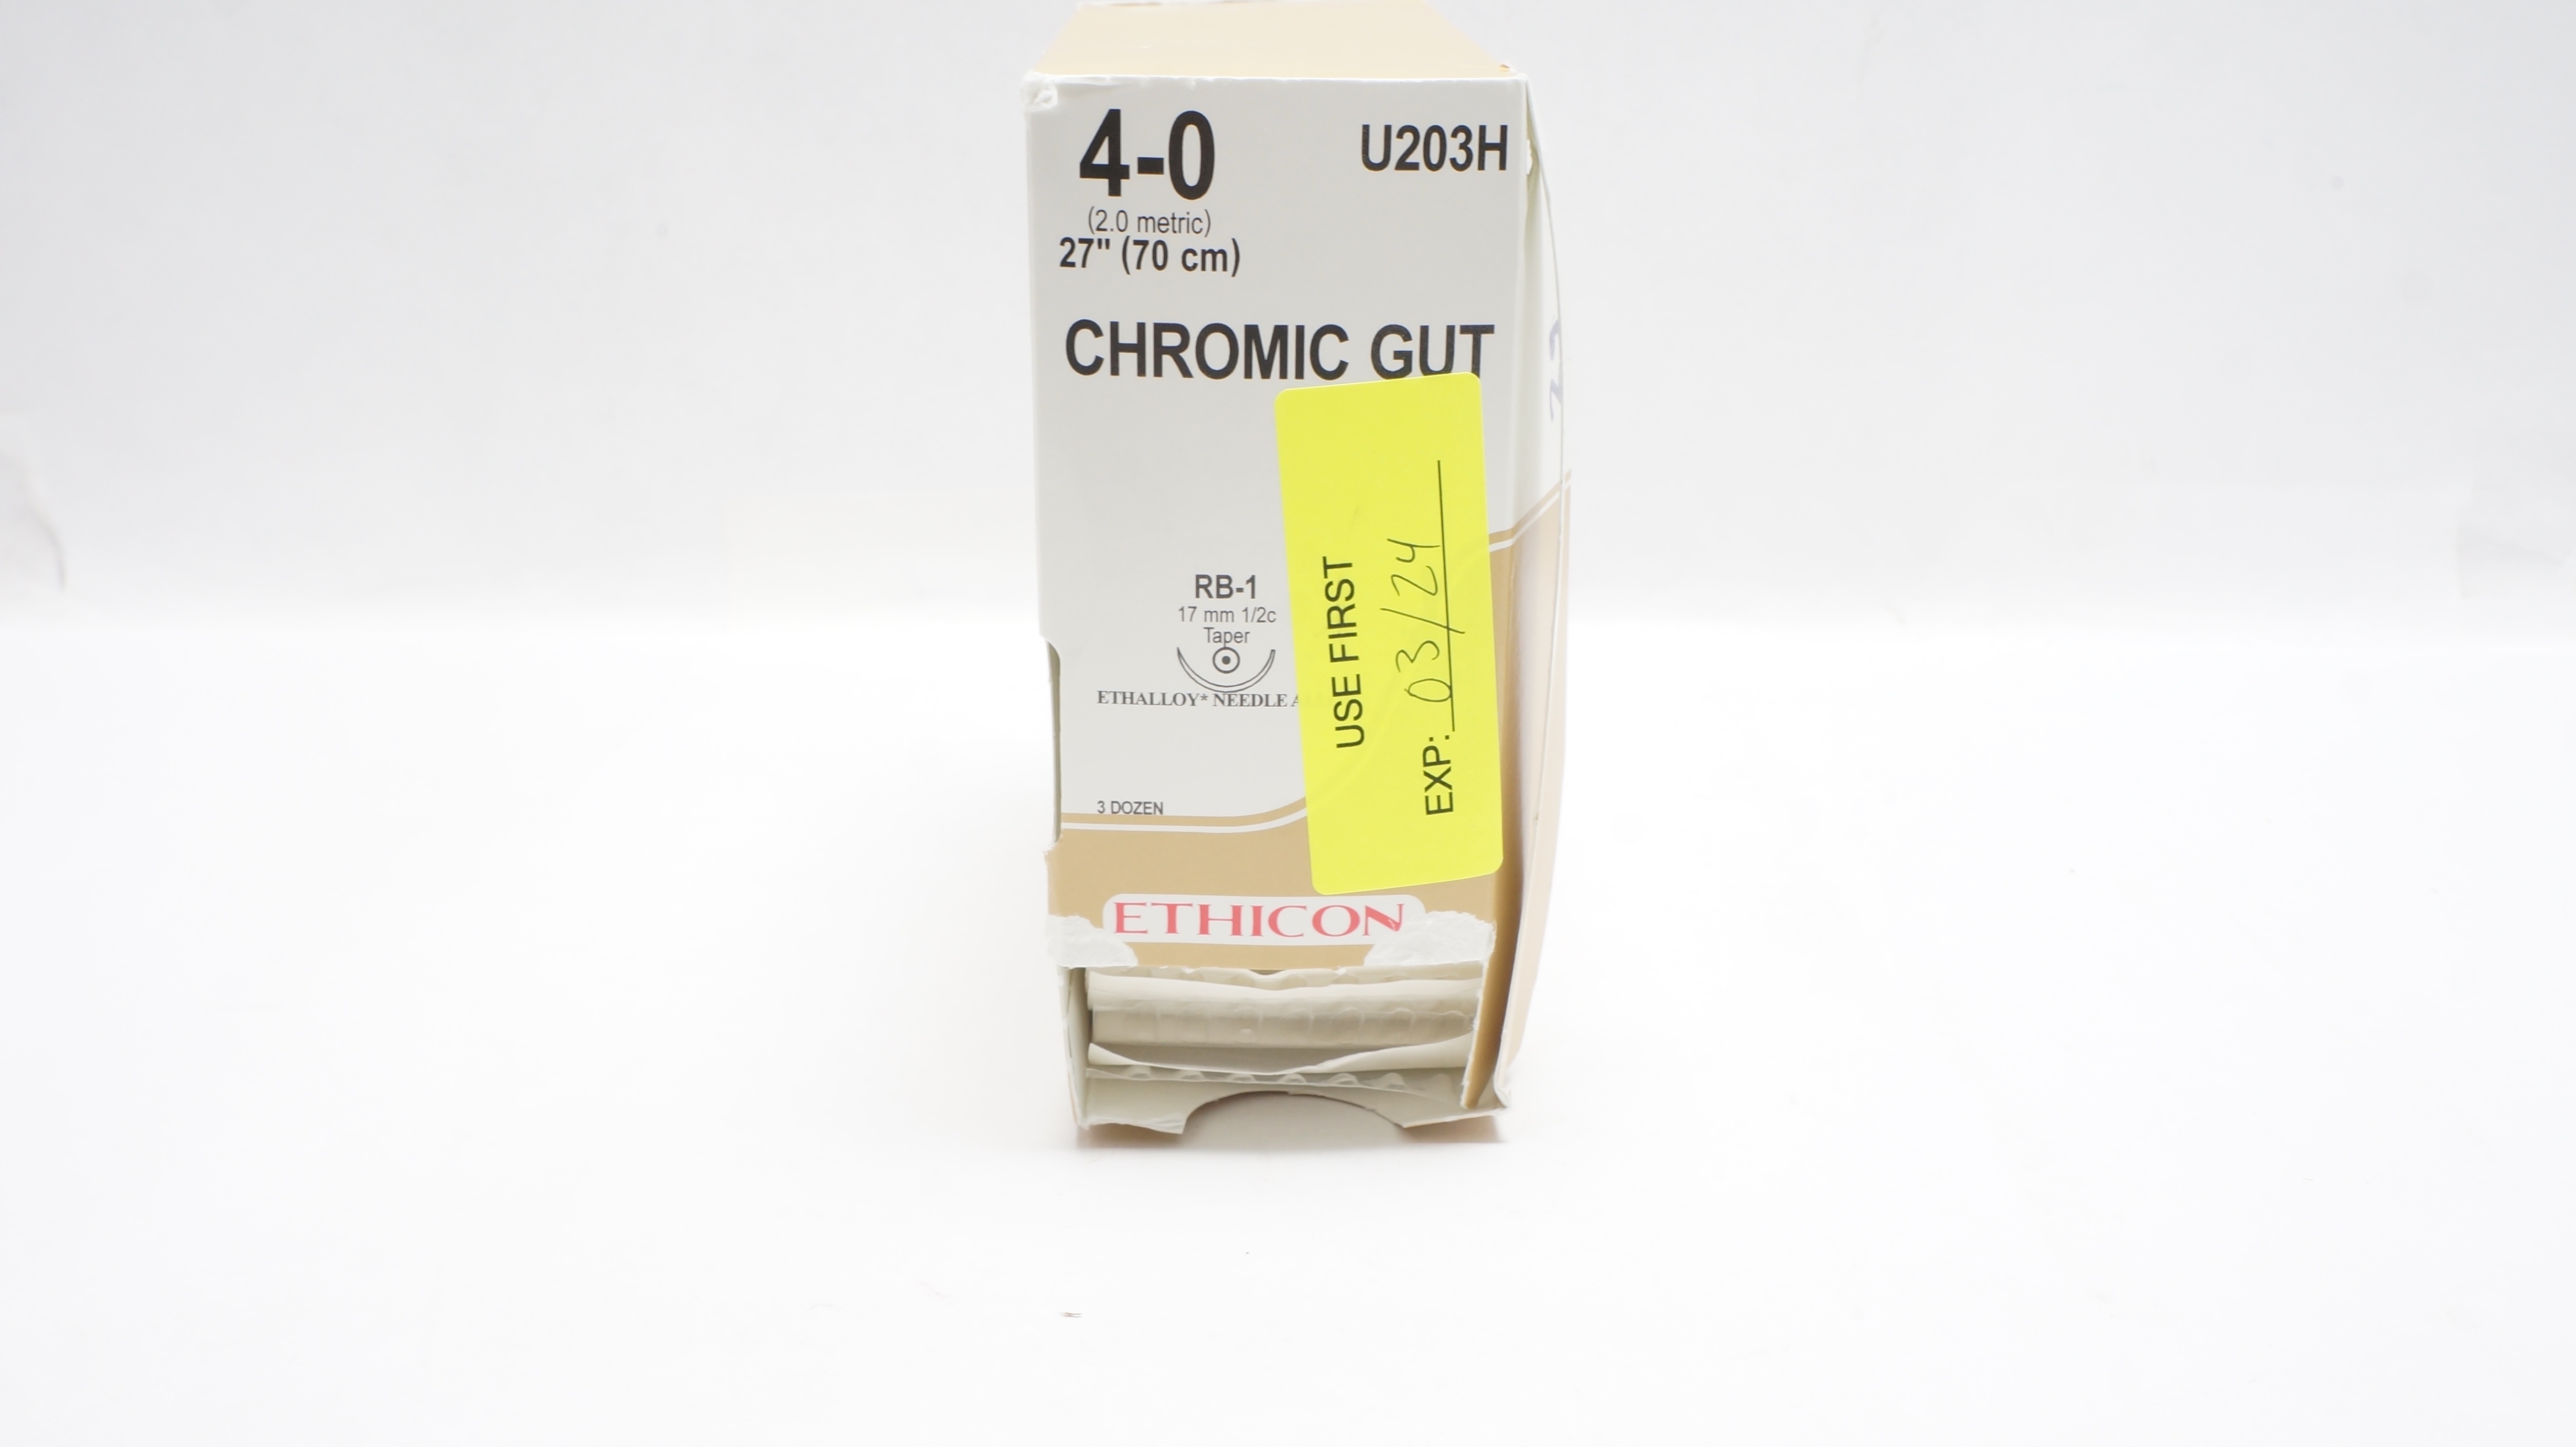 4-0
U203H
(2.0 metric)
27" (70 cm)
CHROMIC GUT
RB-1
17 mm 1/2c
Taper
ETHALLOY* NEEDLE
3 DOZEN
USE FIRST
EXP: 03/24
ETHICON